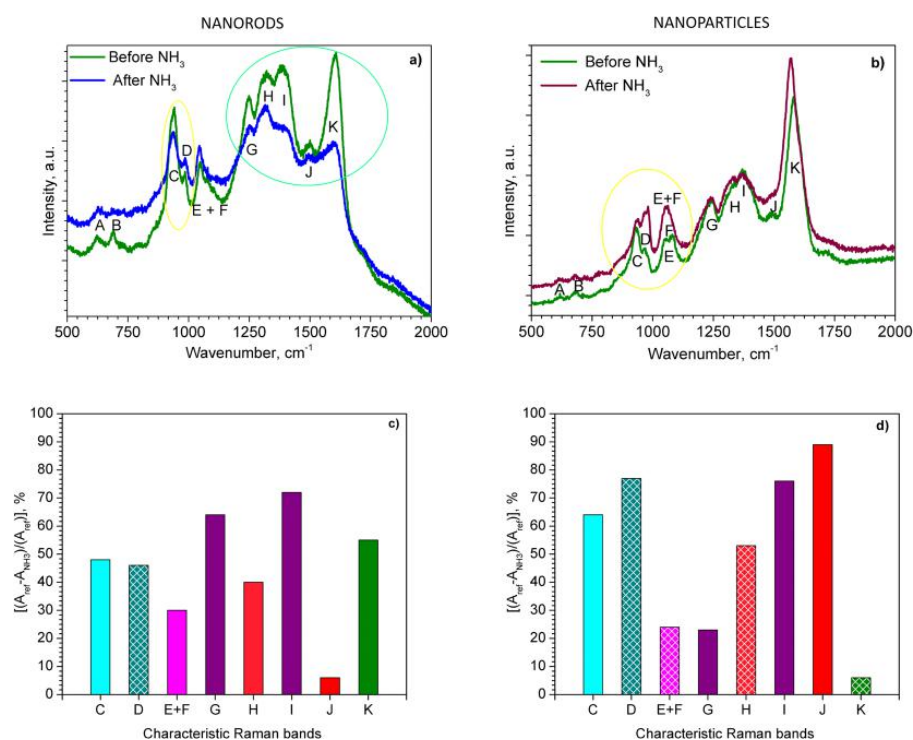 NANORODS
NANOPARTICLES
Before NH3
After NH3
a)
H
I
G
K
J
D
C
E + F
A
B
Intensity, a.u.
500 750 1000 1250 1500 1750 2000
Wavenumber, cm-1
Before NH3
After NH3
b)
K
E+F
D
F
C
E
G
H
I
J
A
B
Intensity, a.u.
500 750 1000 1250 1500 1750 2000
Wavenumber, cm-1
c)
100
90
80
70
60
50
40
30
20
10
0
[(Aref-ANH3)/(Aref)], %
C D E+F G H I J K
Characteristic Raman bands
d)
100
90
80
70
60
50
40
30
20
10
0
[(Aref-ANH3)/(Aref)], %
C D E+F G H I J K
Characteristic Raman bands